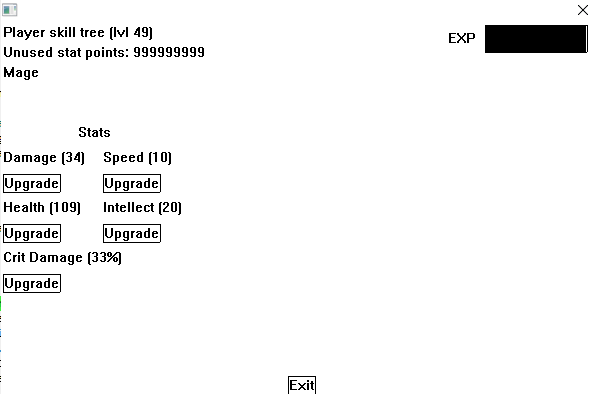 Player skill tree (lvl 49)
EXP
Unused stat points: 999999999
Mage
Stats
Damage (34) Speed (10)
Upgrade Upgrade
Health (109) Intellect (20)
Upgrade Upgrade
Crit Damage (33%)
Upgrade
Exit